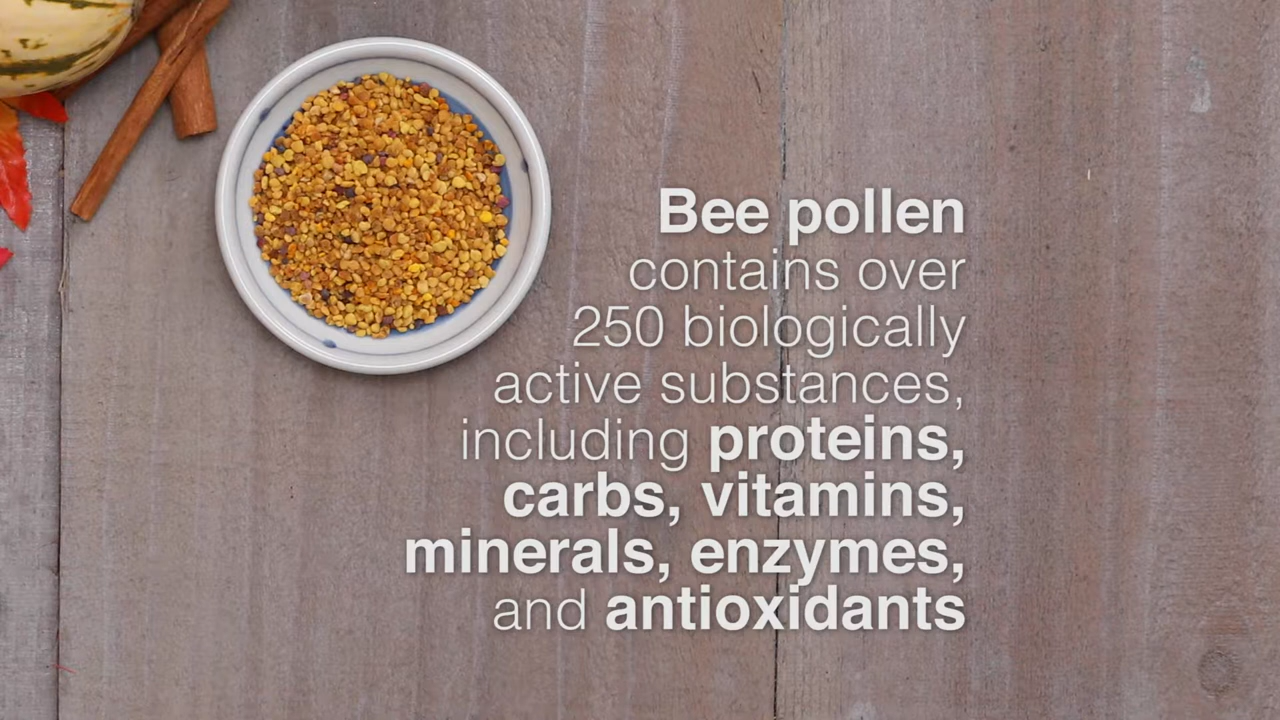 Bee pollen
contains over
250 biologically
active substances,
including proteins,
carbs, vitamins,
minerals, enzymes,
and antioxidants